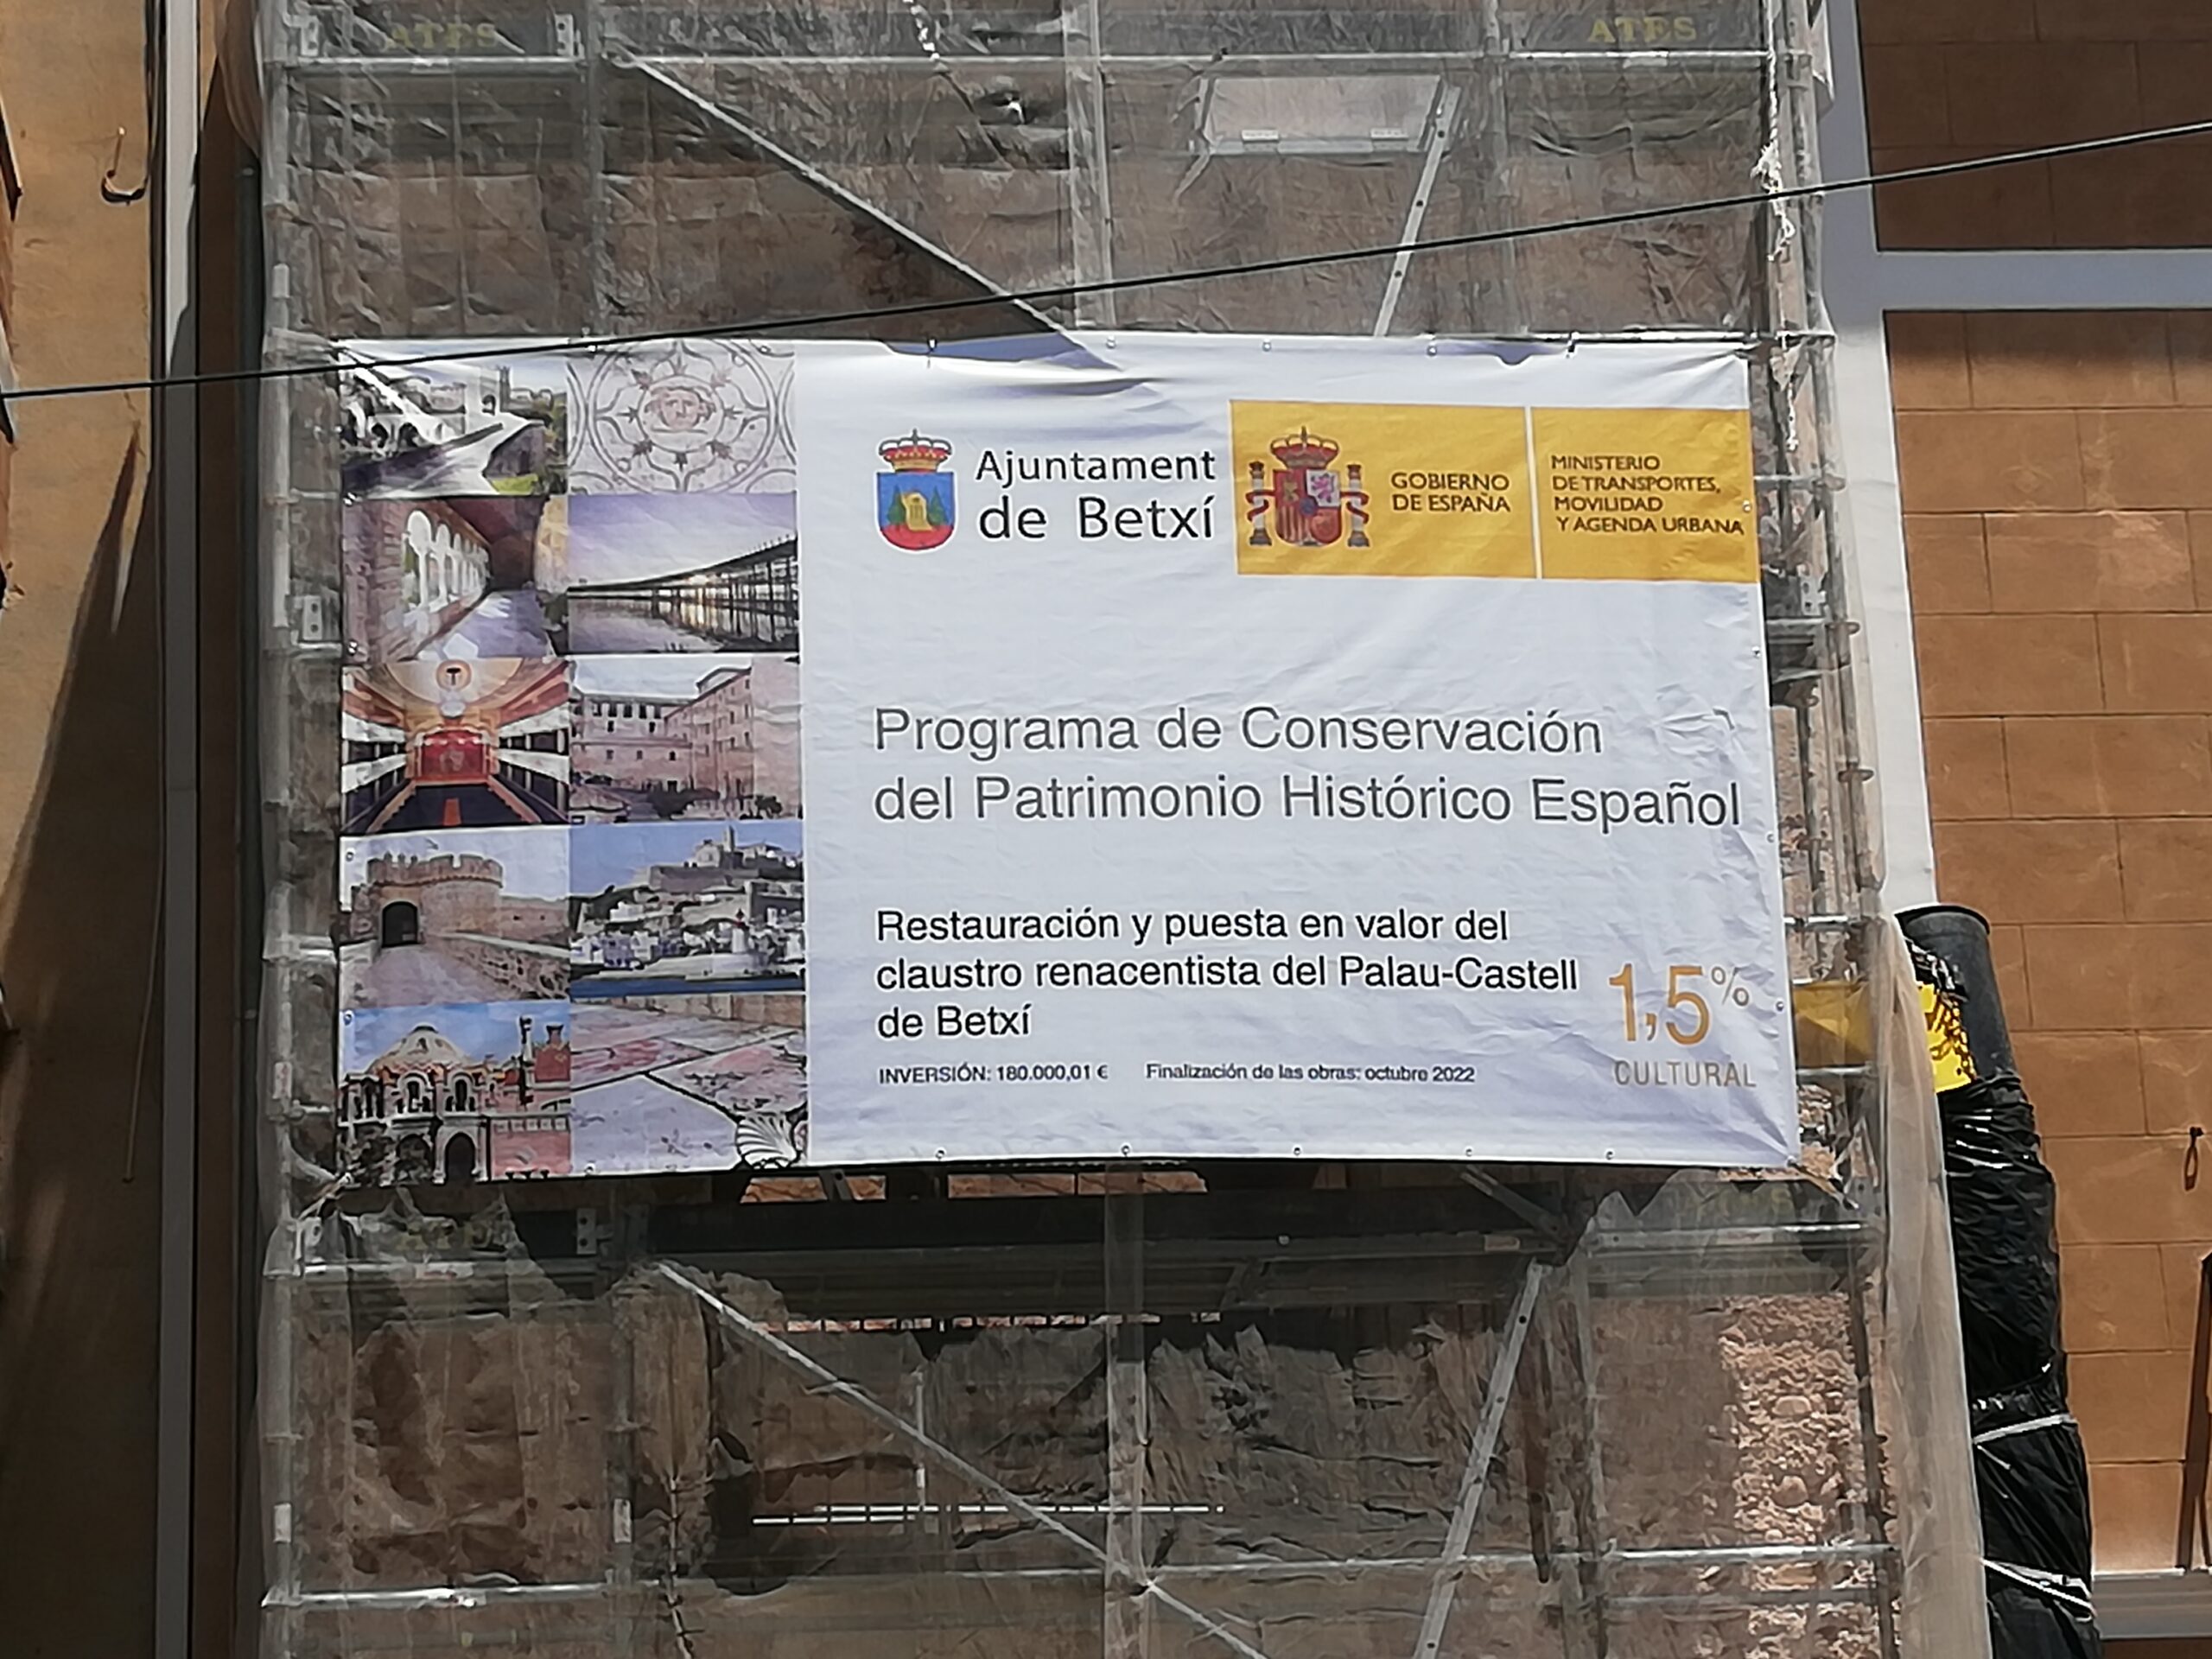 ATES
ATES
Ajuntament
de Betxí
GOBIERNO
DE ESPAÑA
MINISTERIO
DE TRANSPORTES,
MOVILIDAD
Y AGENDA URBANA
Programa de Conservación
del Patrimonio Histórico Español
Restauración y puesta en valor del
claustro renacentista del Palau-Castell
de Betxí
1,5%
CULTURAL
INVERSIÓN: 180.000,01 € Finalización de las obras: octubre 2022